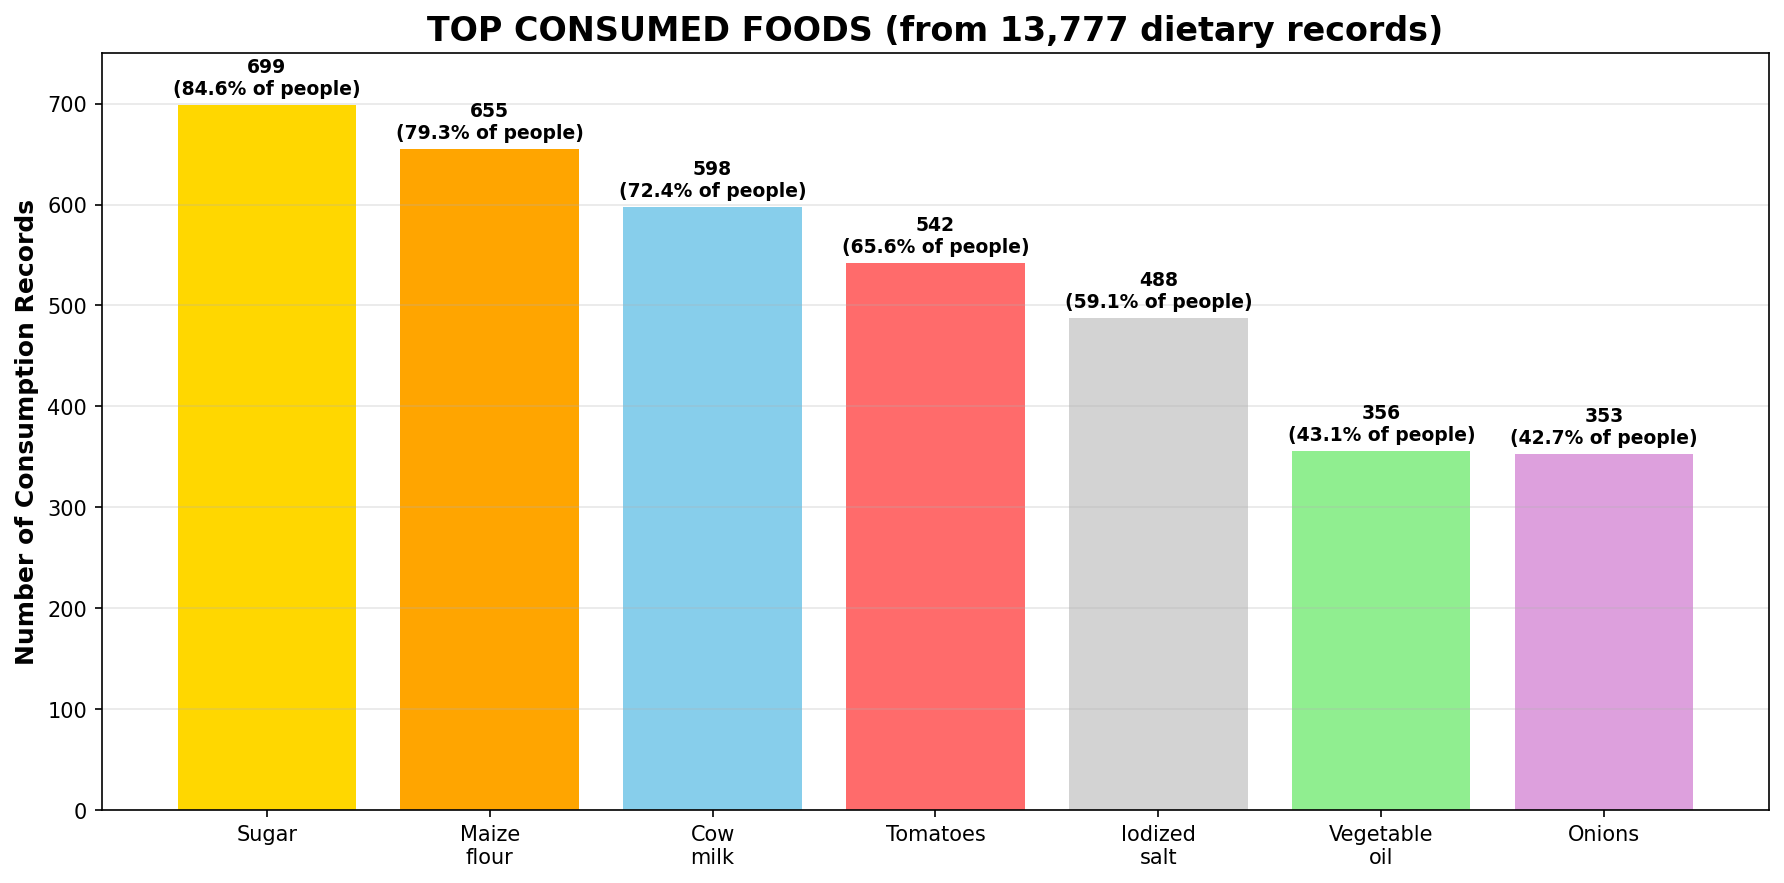 TOP CONSUMED FOODS (from 13,777 dietary records)
Number of Consumption Records
700
600
500
400
300
200
100
0
699
(84.6% of people)
655
(79.3% of people)
598
(72.4% of people)
542
(65.6% of people)
488
(59.1% of people)
356
(43.1% of people)
353
(42.7% of people)
Sugar
Maize
flour
Cow
milk
Tomatoes
Iodized
salt
Vegetable
oil
Onions